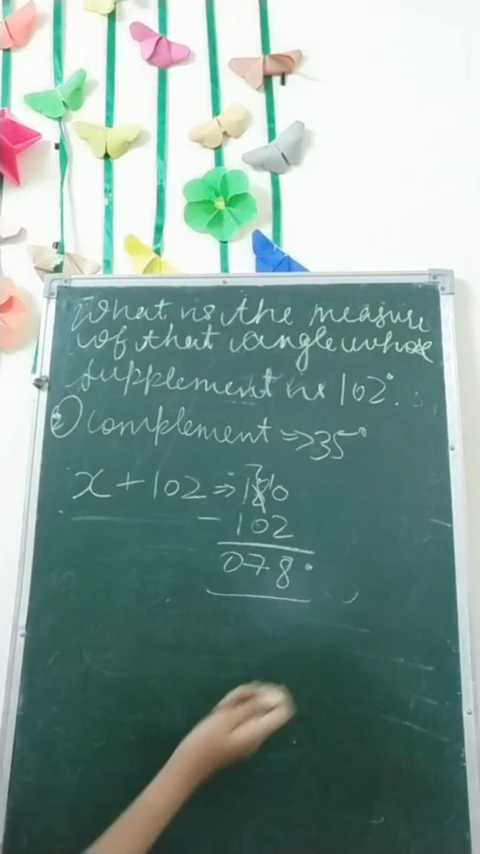 What is the measure
of that angle whose
supplement is 102°.
2) complement => 35°
x + 102 => 180
- 102
078°